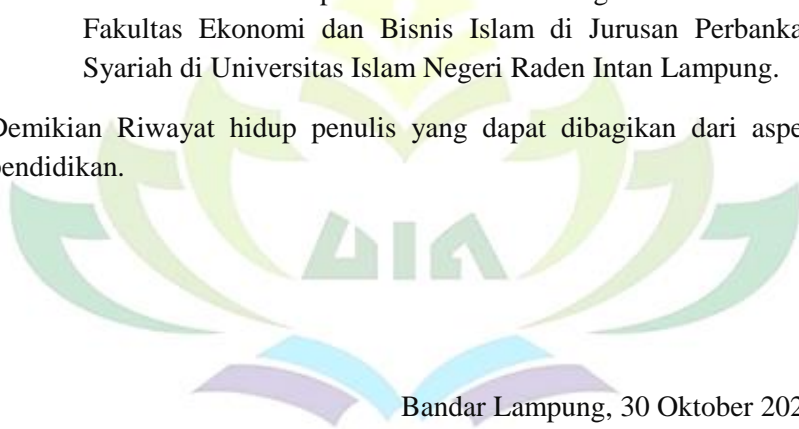 Fakultas Ekonomi dan Bisnis Islam di Jurusan Perbanka
Syariah di Universitas Islam Negeri Raden Intan Lampung.
Demikian Riwayat hidup penulis yang dapat dibagikan dari aspe
pendidikan.
UIN
Bandar Lampung, 30 Oktober 202